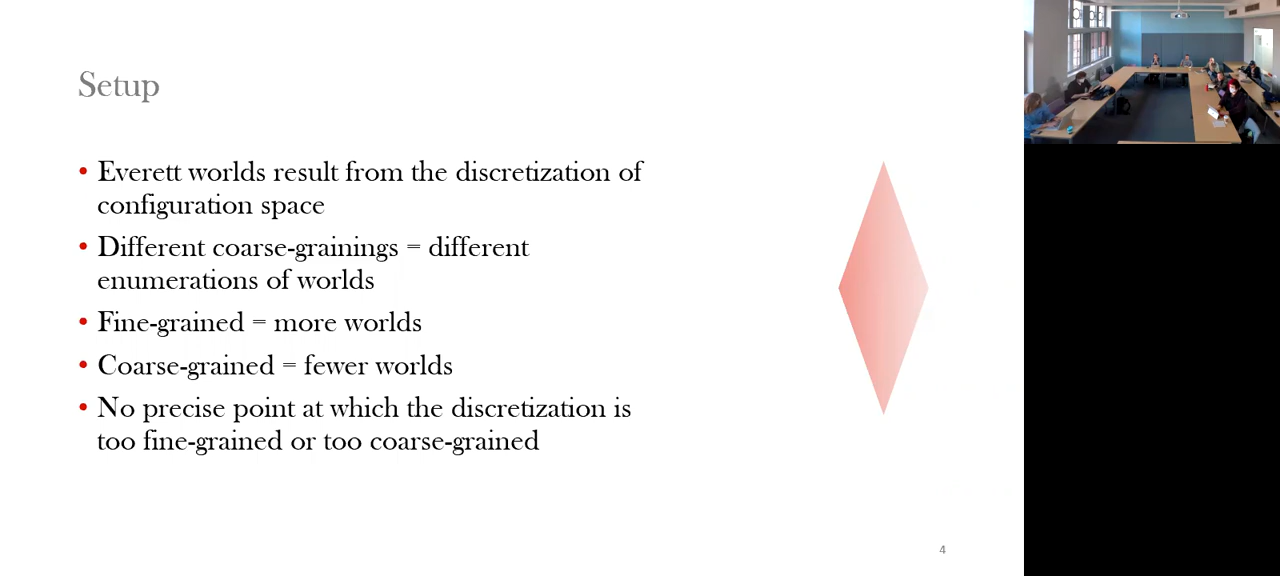 Setup
• Everett worlds result from the discretization of
configuration space
• Different coarse-grainings = different
enumerations of worlds
• Fine-grained = more worlds
• Coarse-grained = fewer worlds
• No precise point at which the discretization is
too fine-grained or too coarse-grained
4